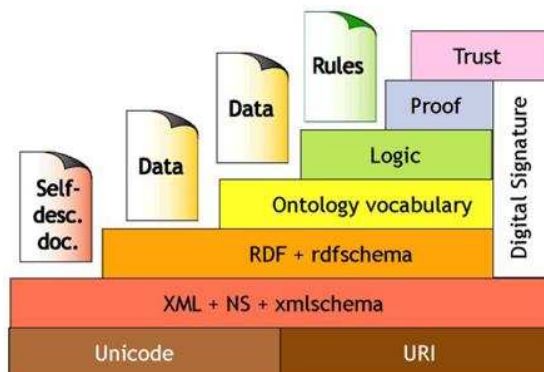 Trust
Rules
Proof
Data
Logic
Data
Self-
desc.
doc.
Ontology vocabulary
Digital Signature
RDF + rdfschema
XML + NS + xmlschema
Unicode
URI